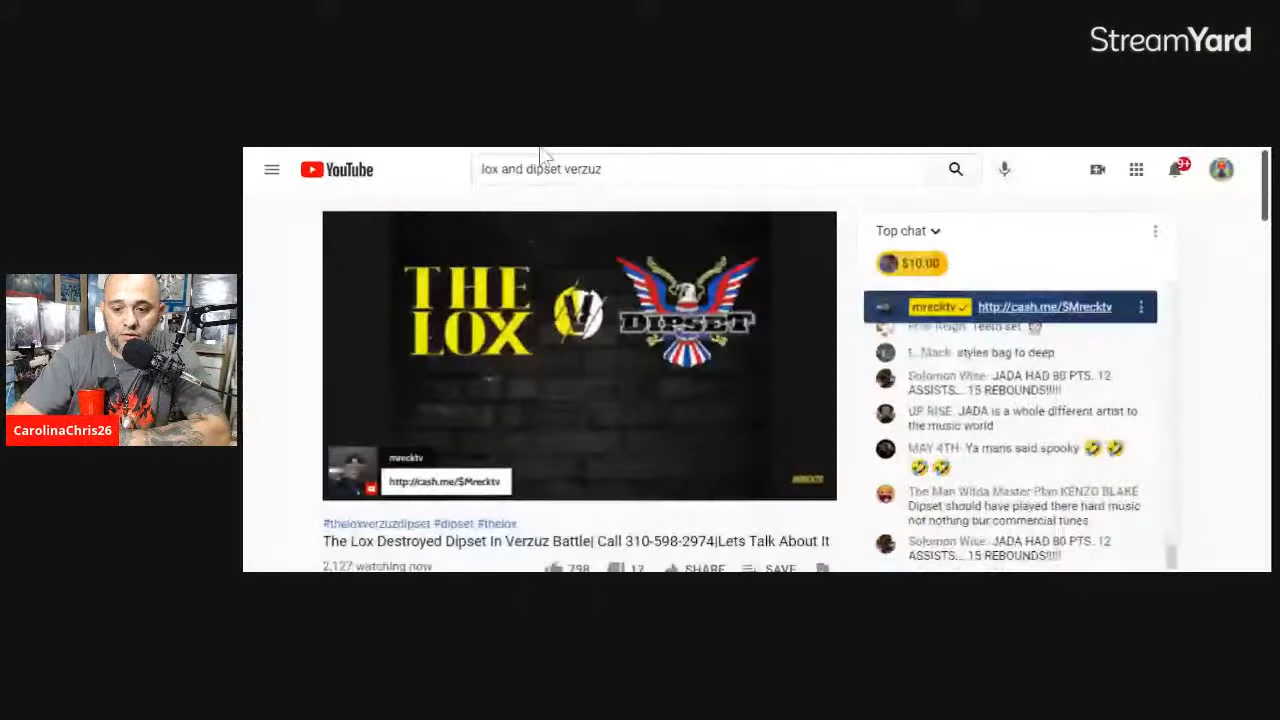 StreamYard
YouTube
lox and dipset verzuz
9+
THE
LOX
V
DIPSET
mrecktv
http://cash.me/$Mrecktv
MRECKTV
#theloxverzuzdipset #dipset #thelox
The Lox Destroyed Dipset In Verzuz Battle| Call 310-598-2974|Lets Talk About It
2,127 watching now
798
17
SHARE
SAVE
Top chat
$10.00
mrecktv http://cash.me/$Mrecktv
Reign Teeth set
Mack styles bag to deep
Solomon Wise JADA HAD 80 PTS. 12
ASSISTS... 15 REBOUNDS!!!!!
UP RISE JADA is a whole different artist to
the music world
MAY 4TH Ya mans said spooky 🤣 🤣
🤣 🤣
The Man Witda Master Plan KENZO BLAKE
Dipset should have played there hard music
not nothing bur commercial tunes
Solomon Wise JADA HAD 80 PTS. 12
ASSISTS... 15 REBOUNDS!!!!!
CarolinaChris26